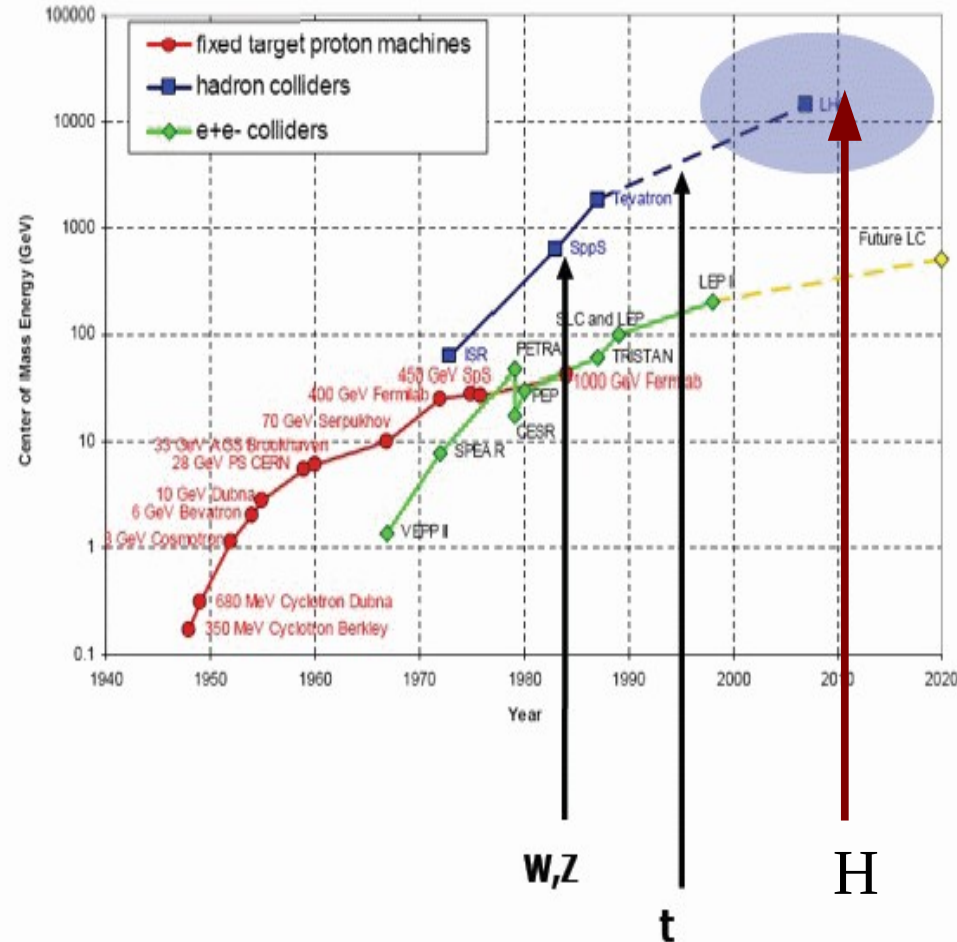 100000
fixed target proton machines
hadron colliders
e+e- colliders
10000
1000
100
10
1
0.1
Center of Mass Energy (GeV)
LH
Tevatron
SppS
Future LC
LEP II
SLC and LEP
ISR
PETRA
TRISTAN
450 GeV SpS
400 GeV Fermilab
1000 GeV Fermilab
PEP
CESR
70 GeV Serpukhov
33 GeV AGS Brookhaven
28 GeV PS CERN
SPEAR
10 GeV Dubna
6 GeV Bevatron
3 GeV Cosmotron
VEPP II
680 MeV Cyclotron Dubna
350 MeV Cyclotron Berkley
1940 1950 1960 1970 1980 1990 2000 2010 2020
Year
W,Z
H
t